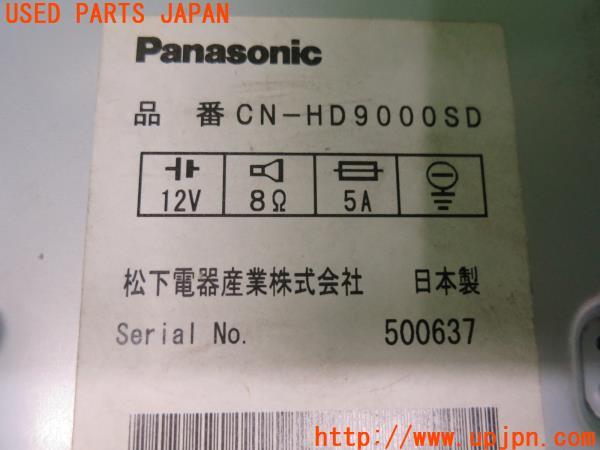 USED PARTS JAPAN
Panasonic
品 番 CN-HD9000SD
12V 8Ω 5A
松下電器産業株式会社 日本製
Serial No. 500637
http://www.upjpn.com